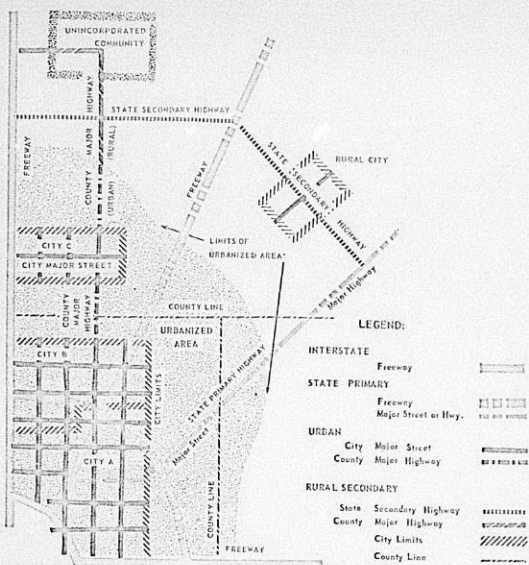 UNINCORPORATED
COMMUNITY
STATE SECONDARY HIGHWAY
FREEWAY
COUNTY MAJOR HIGHWAY
(URBAN) (RURAL)
FREEWAY
RURAL CITY
STATE SECONDARY HIGHWAY
LIMITS OF
URBANIZED AREA
CITY C
CITY MAJOR STREET
COUNTY
MAJOR
HIGHWAY
COUNTY LINE
URBANIZED
AREA
Major Highway
CITY B
CITY LIMITS
STATE PRIMARY HIGHWAY
Major Street
CITY A
COUNTY LINE
FREEWAY
LEGEND:
INTERSTATE
Freeway
STATE PRIMARY
Freeway
Major Street or Hwy.
URBAN
City Major Street
County Major Highway
RURAL SECONDARY
State Secondary Highway
County Major Highway
City Limits
County Line